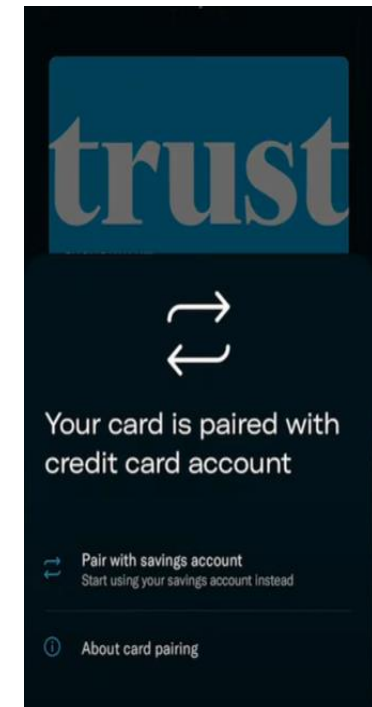 trust
Your card is paired with
credit card account
Pair with savings account
Start using your savings account instead
About card pairing